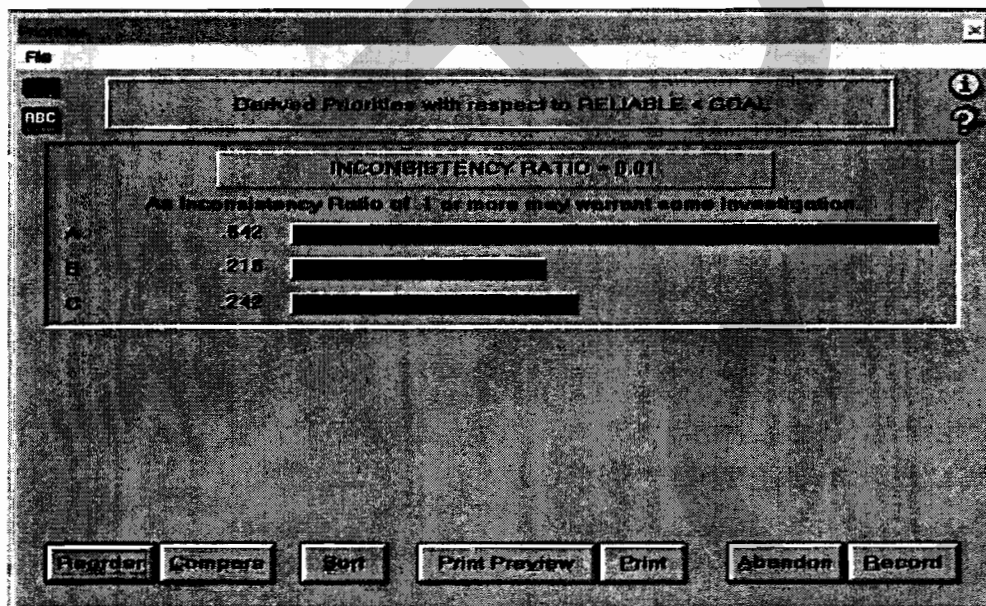 File
ABC
Derived Priorities with respect to RELIABLE < GOAL
INCONSISTENCY RATIO = 0.01
An Inconsistency Ratio of .1 or more may warrant some investigation.
A .542
B .216
C .242
Reorder Compare Sort Print Preview Print Abandon Record